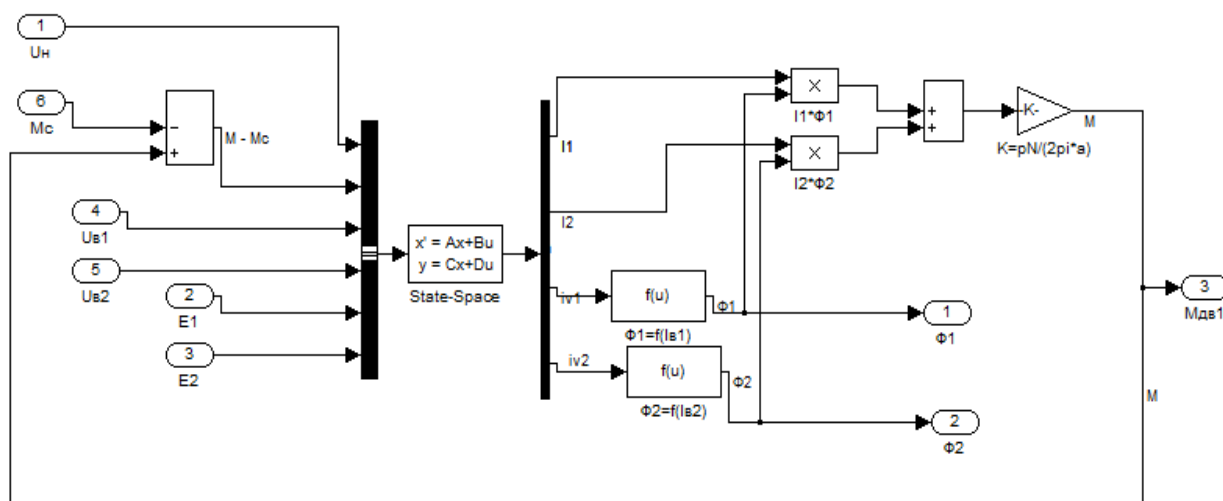 1
Uн
6
Mc
−
+
M - Mc
4
Uв1
5
Uв2
2
E1
3
E2
x' = Ax+Bu
y = Cx+Du
State-Space
I1
I2
iv1
iv2
f(u)
Ф1=f(Iв1)
f(u)
Ф2=f(Iв2)
Ф1
Ф2
×
I1*Ф1
×
I2*Ф2
+
+
-K-
K=pN/(2pi*a)
M
3
Mдв1
1
Ф1
2
Ф2
M